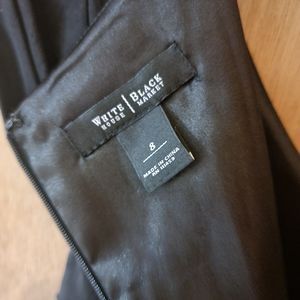 WHITE | BLACK
HOUSE | MARKET
8
MADE IN CHINA